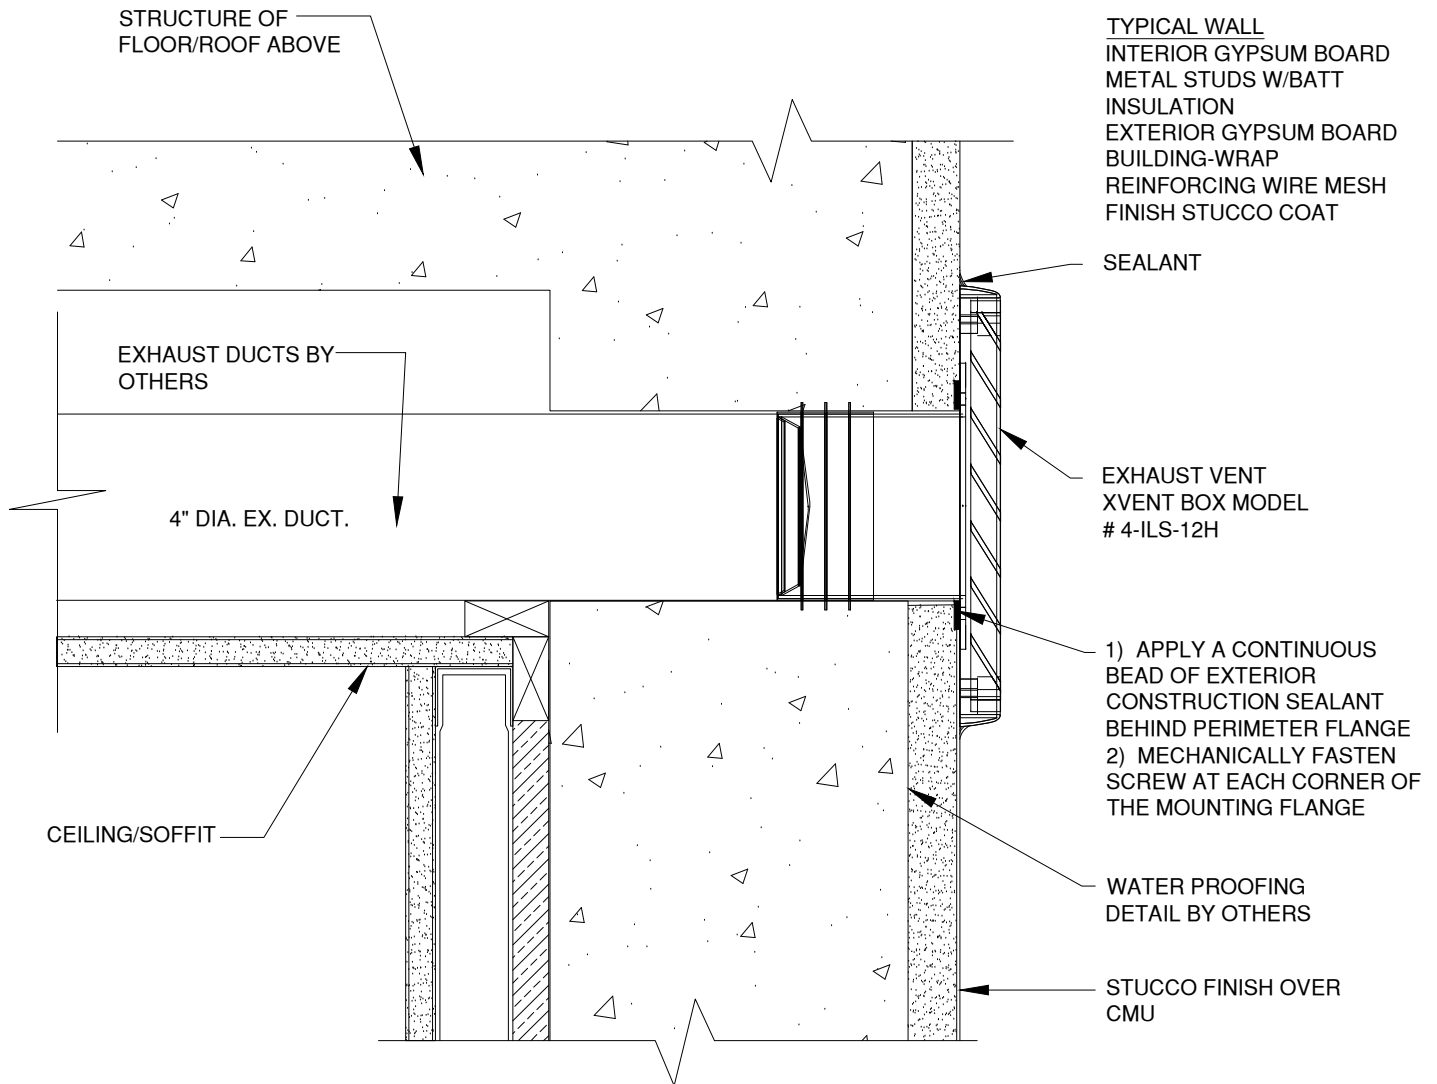 STRUCTURE OF
FLOOR/ROOF ABOVE
TYPICAL WALL
INTERIOR GYPSUM BOARD
METAL STUDS W/BATT
INSULATION
EXTERIOR GYPSUM BOARD
BUILDING-WRAP
REINFORCING WIRE MESH
FINISH STUCCO COAT
SEALANT
EXHAUST DUCTS BY
OTHERS
4" DIA. EX. DUCT.
EXHAUST VENT
XVENT BOX MODEL
# 4-ILS-12H
1) APPLY A CONTINUOUS
BEAD OF EXTERIOR
CONSTRUCTION SEALANT
BEHIND PERIMETER FLANGE
2) MECHANICALLY FASTEN
SCREW AT EACH CORNER OF
THE MOUNTING FLANGE
CEILING/SOFFIT
WATER PROOFING
DETAIL BY OTHERS
STUCCO FINISH OVER
CMU